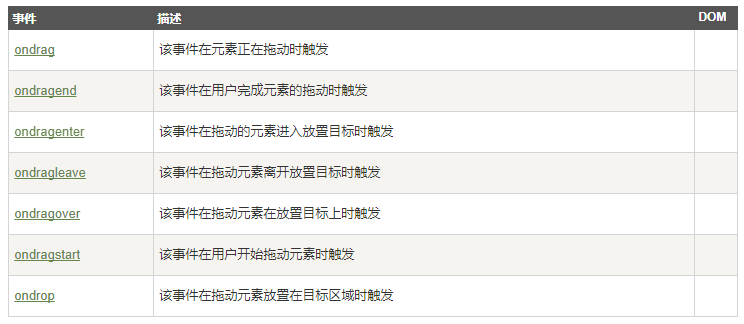 事件 描述 DOM
ondrag 该事件在元素正在拖动时触发
ondragend 该事件在用户完成元素的拖动时触发
ondragenter 该事件在拖动的元素进入放置目标时触发
ondragleave 该事件在拖动元素离开放置目标时触发
ondragover 该事件在拖动元素在放置目标上时触发
ondragstart 该事件在用户开始拖动元素时触发
ondrop 该事件在拖动元素放置在目标区域时触发